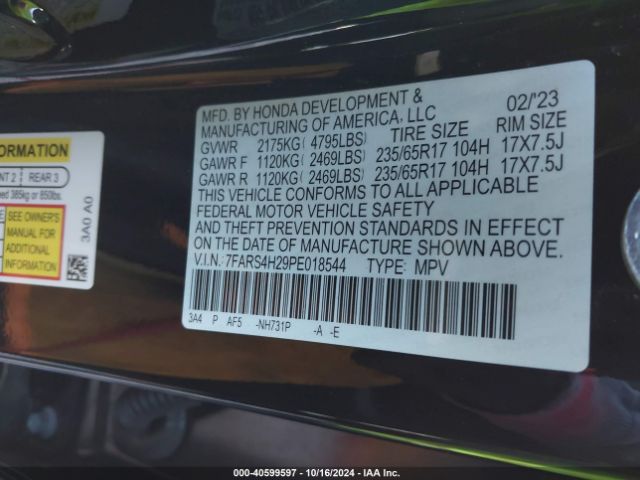 MFD. BY HONDA DEVELOPMENT &
MANUFACTURING OF AMERICA, LLC 02/'23
GVWR 2175KG( 4795LBS) TIRE SIZE RIM SIZE
GAWR F 1120KG( 2469LBS) 235/65R17 104H 17X7.5J
GAWR R 1120KG( 2469LBS) 235/65R17 104H 17X7.5J
THIS VEHICLE CONFORMS TO ALL APPLICABLE
FEDERAL MOTOR VEHICLE SAFETY
AND THEFT PREVENTION STANDARDS IN EFFECT
ON THE DATE OF MANUFACTURE SHOWN ABOVE.
V.I.N.: 7FARS4H29PE018544 TYPE: MPV
3A4 P AF5 -NH731P -A -E
FORMATION
2 REAR 3
385kg or 850lbs.
SEE OWNER'S
MANUAL FOR
ADDITIONAL
INFORMATION
3A0 A0
000-40599597 - 10/16/2024 - IAA Inc.